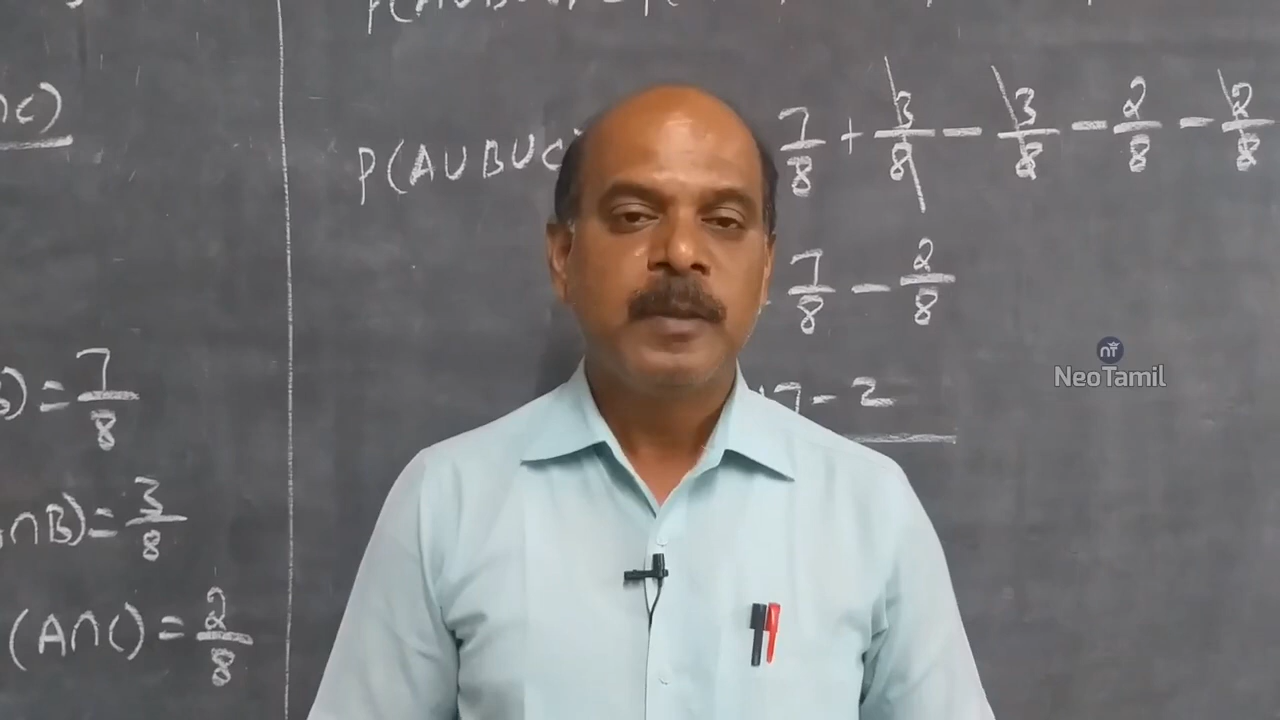 P(AUBUC)
∩C)
P(AUBUC) 7/8 + 3/8 - 3/8 - 2/8 - 2/8
7/8 - 2/8
B) = 7/8
7 - 2
∩B) = 3/8
(A∩C) = 2/8
NeoTamil